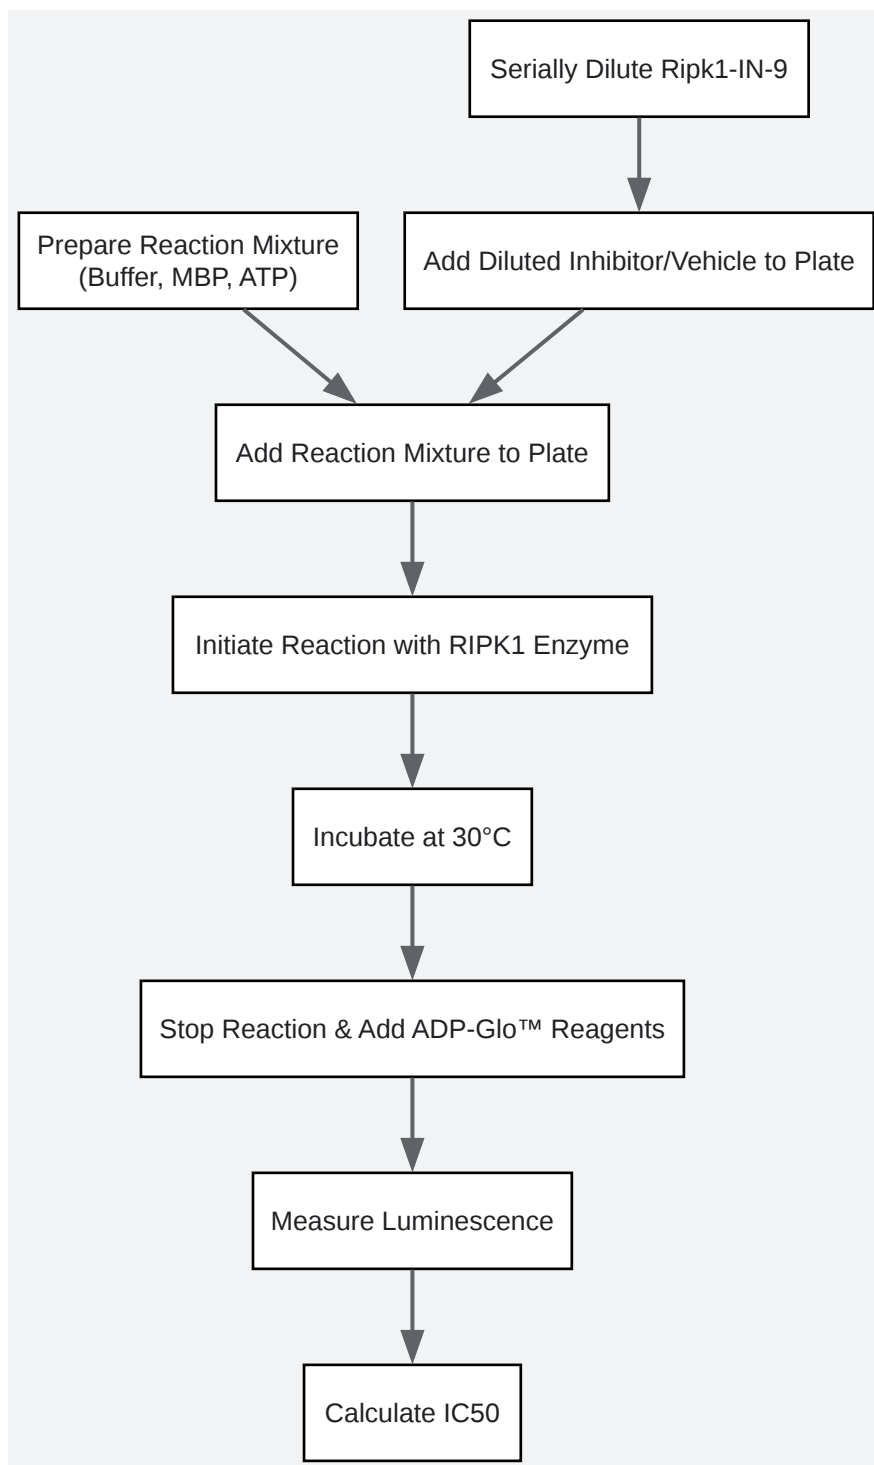 Serially Dilute Ripk1-IN-9
Prepare Reaction Mixture
(Buffer, MBP, ATP)
Add Diluted Inhibitor/Vehicle to Plate
Add Reaction Mixture to Plate
Initiate Reaction with RIPK1 Enzyme
Incubate at 30°C
Stop Reaction & Add ADP-Glo™ Reagents
Measure Luminescence
Calculate IC50